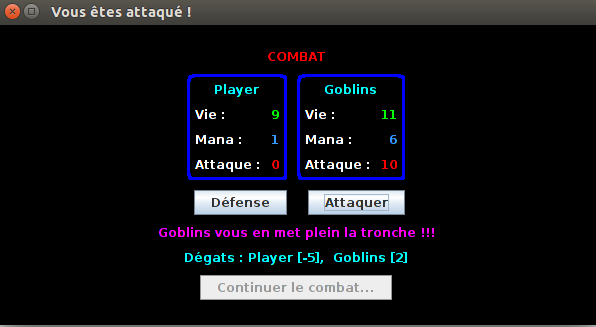 Vous êtes attaqué !
COMBAT
Player Goblins
Vie : 9 Vie : 11
Mana : 1 Mana : 6
Attaque : 0 Attaque : 10
Défense Attaquer
Goblins vous en met plein la tronche !!!
Dégats : Player [-5], Goblins [2]
Continuer le combat...